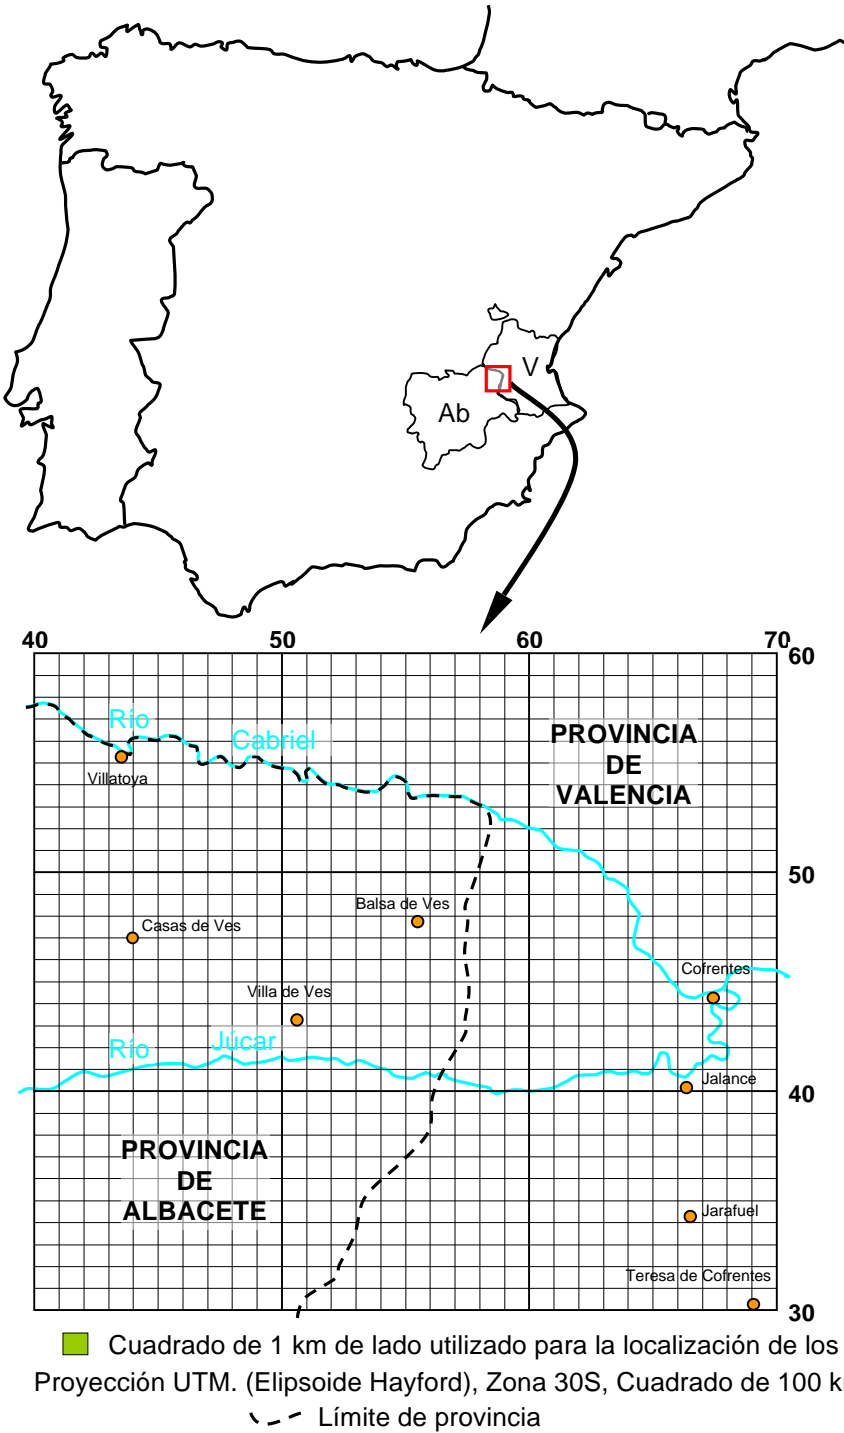 V
Ab
40 50 60 70
60
Río
Cabriel
Villatoya
PROVINCIA
DE
VALENCIA
50
Balsa de Ves
Casas de Ves
Cofrentes
Villa de Ves
Río Júcar
Jalance
40
PROVINCIA
DE
ALBACETE
Jarafuel
Teresa de Cofrentes
30
Cuadrado de 1 km de lado utilizado para la localización de los
Proyección UTM. (Elipsoide Hayford), Zona 30S, Cuadrado de 100 k
Límite de provincia